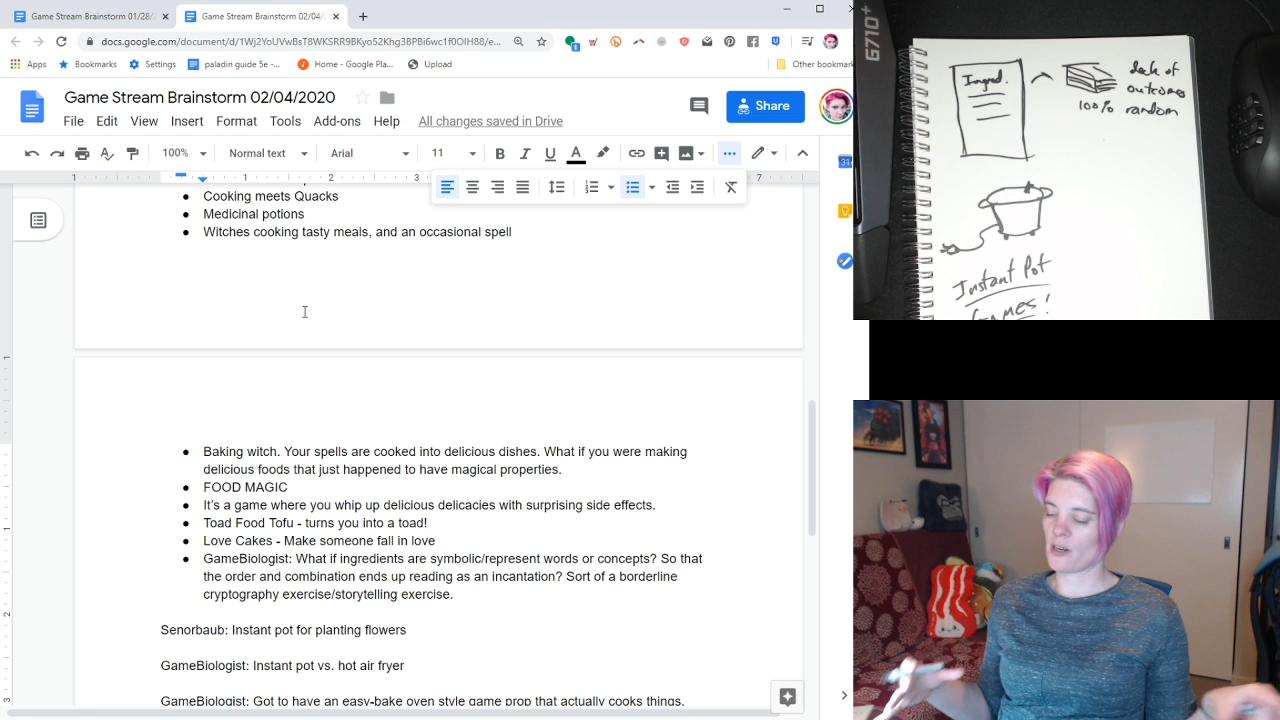 Game Stream Brainstorm 01/28/
Game Stream Brainstorm 02/04/
docs.google.com/document/d/1Wj2YoUVwBsT8WKSRR9BKyo52Khg3BPBi6wcrf0OIH88/e...
Apps
Bookmarks
paladin guide 5e -
Home - Google Pla
Upload
Other bookmark
Game Stream Brainstorm 02/04/2020
Share
File Edit View Insert Format Tools Add-ons Help All changes saved in Drive
100% Normal text Arial 11
1 1 2 3 7
Cooking meets Quacks
Medicinal potions
Witches cooking tasty meals, and an occasional spell
Baking witch. Your spells are cooked into delicious dishes. What if you were making
delicious foods that just happened to have magical properties.
FOOD MAGIC
It's a game where you whip up delicious delicacies with surprising side effects.
Toad Food Tofu - turns you into a toad!
Love Cakes - Make someone fall in love
GameBiologist: What if ingredients are symbolic/represent words or concepts? So that
the order and combination ends up reading as an incantation? Sort of a borderline
cryptography exercise/storytelling exercise.
Senorbaub: Instant pot for planting flowers
GameBiologist: Instant pot vs. hot air fryer
GameBiologist: Got to have an easy-bake oven style game prop that actually cooks things.
G710+
Ingred.
deck of
outcomes
100% random
Instant Pot
Games!